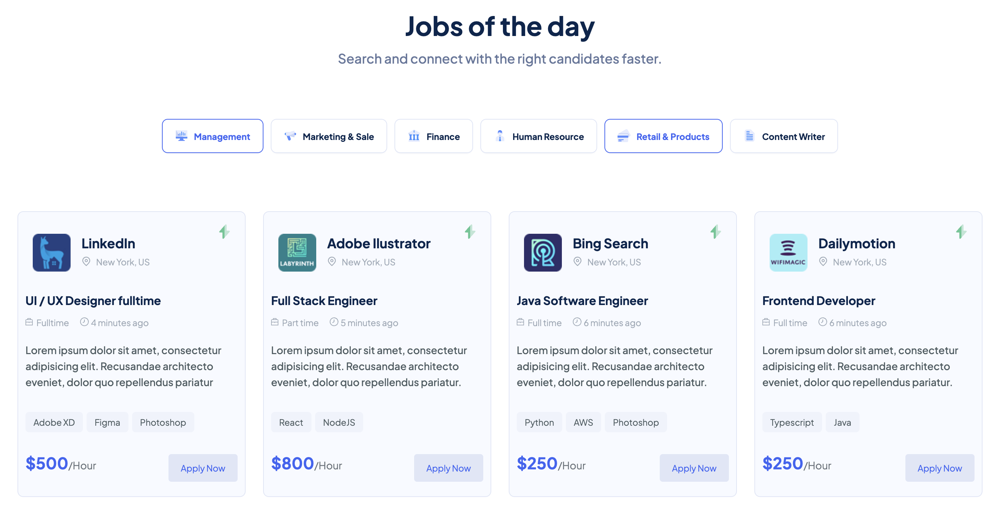 Jobs of the day
Search and connect with the right candidates faster.
Management
Marketing & Sale
Finance
Human Resource
Retail & Products
Content Writer
LinkedIn
New York, US
UI / UX Designer fulltime
Fulltime 4 minutes ago
Lorem ipsum dolor sit amet, consectetur
adipisicing elit. Recusandae architecto
eveniet, dolor quo repellendus pariatur
Adobe XD Figma Photoshop
$500/Hour Apply Now
LABYRINTH
Adobe Ilustrator
New York, US
Full Stack Engineer
Part time 5 minutes ago
Lorem ipsum dolor sit amet, consectetur
adipisicing elit. Recusandae architecto
eveniet, dolor quo repellendus pariatur.
React NodeJS
$800/Hour Apply Now
Bing Search
New York, US
Java Software Engineer
Full time 6 minutes ago
Lorem ipsum dolor sit amet, consectetur
adipisicing elit. Recusandae architecto
eveniet, dolor quo repellendus pariatur.
Python AWS Photoshop
$250/Hour Apply Now
WIFIMAGIC
Dailymotion
New York, US
Frontend Developer
Full time 6 minutes ago
Lorem ipsum dolor sit amet, consectetur
adipisicing elit. Recusandae architecto
eveniet, dolor quo repellendus pariatur.
Typescript Java
$250/Hour Apply Now